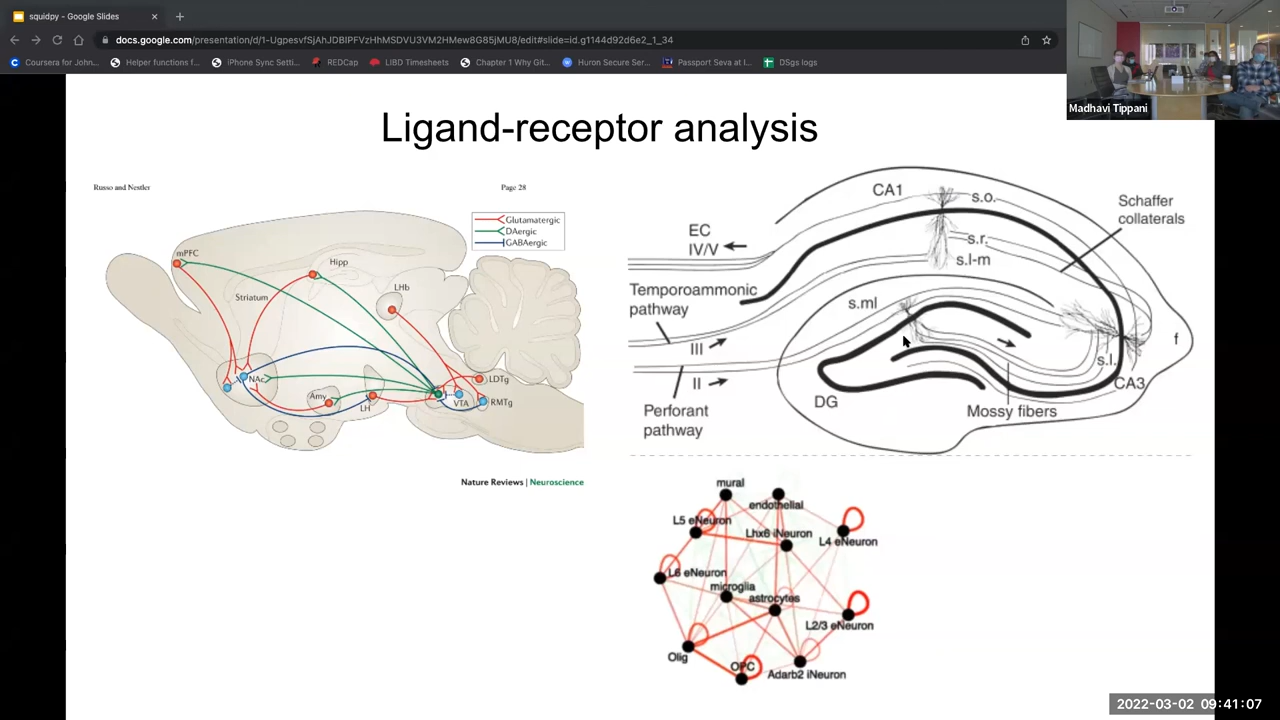 squidpy - Google Slides
docs.google.com/presentation/d/1-UgpesvfSjAhJDBIPFVzHhMSDVU3VM2HMew8G85jMU8/edit#slide=id.g1144d92d6e2_1_34
Coursera for John...
Helper functions f...
iPhone Sync Setti...
REDCap
LIBD Timesheets
Chapter 1 Why Git...
Huron Secure Ser...
Passport Seva at I...
DSgs logs
Madhavi Tippani
Ligand-receptor analysis
Russo and Nestler
Page 28
Glutamatergic
DAergic
GABAergic
mPFC
Hipp
LHb
Striatum
NAc
Amy
LH
VTA
LDTg
RMTg
Nature Reviews | Neuroscience
CA1
s.o.
Schaffer
collaterals
EC
IV/V
s.r.
s.l-m
Temporoammonic
pathway
s.ml
III
f
s.l.
II
CA3
DG
Perforant
pathway
Mossy fibers
mural
endothelial
L5 eNeuron
Lhx6 iNeuron
L4 eNeuron
L6 eNeuron
microglia
astrocytes
L2/3 eNeuron
Olig
OPC
Adarb2 iNeuron
2022-03-02 09:41:07